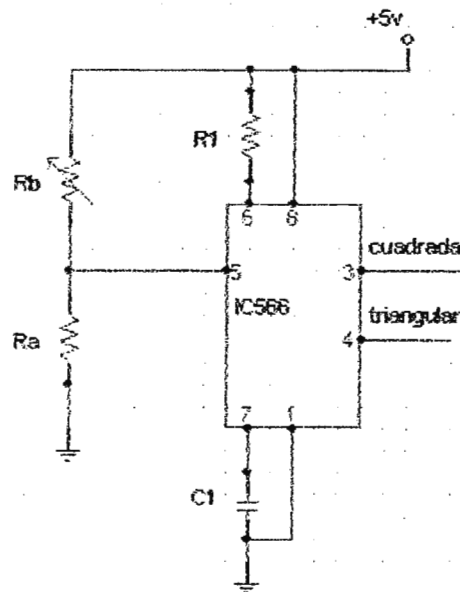 +5v
R1
Rb
6 8
cuadrada
5
3
IC566
triangular
Ra
4
7 1
C1